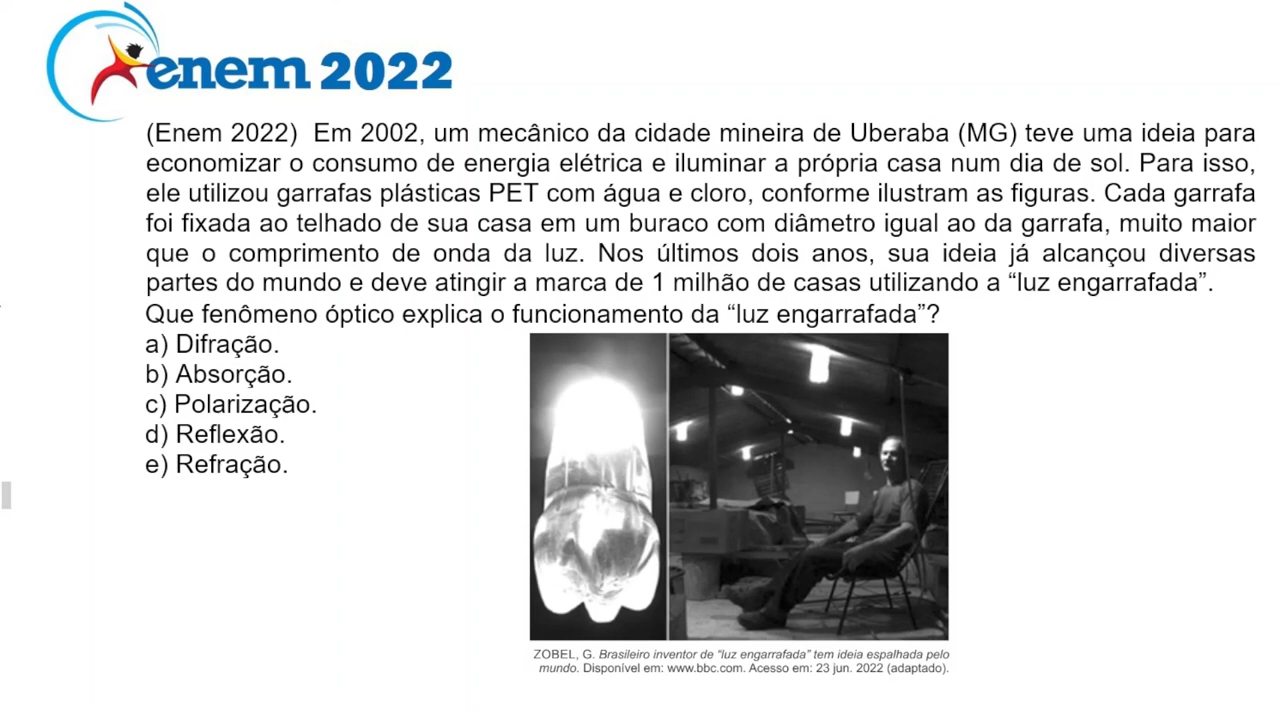 enem 2022
(Enem 2022) Em 2002, um mecânico da cidade mineira de Uberaba (MG) teve uma ideia para
economizar o consumo de energia elétrica e iluminar a própria casa num dia de sol. Para isso,
ele utilizou garrafas plásticas PET com água e cloro, conforme ilustram as figuras. Cada garrafa
foi fixada ao telhado de sua casa em um buraco com diâmetro igual ao da garrafa, muito maior
que o comprimento de onda da luz. Nos últimos dois anos, sua ideia já alcançou diversas
partes do mundo e deve atingir a marca de 1 milhão de casas utilizando a “luz engarrafada”.
Que fenômeno óptico explica o funcionamento da “luz engarrafada”?
a) Difração.
b) Absorção.
c) Polarização.
d) Reflexão.
e) Refração.
ZOBEL, G. Brasileiro inventor de “luz engarrafada” tem ideia espalhada pelo
mundo. Disponível em: www.bbc.com. Acesso em: 23 jun. 2022 (adaptado).